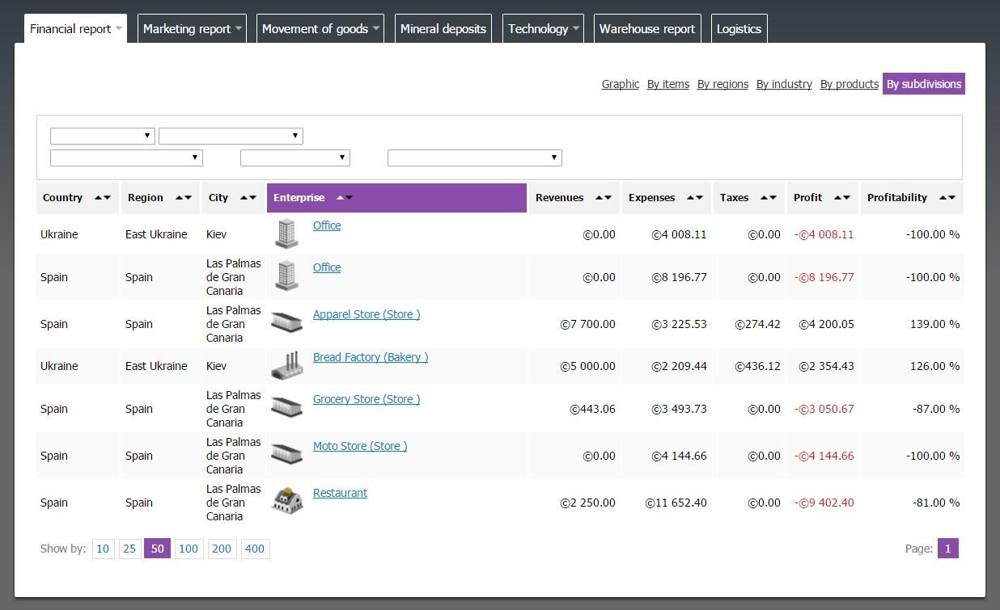 Financial report Marketing report Movement of goods Mineral deposits Technology Warehouse report Logistics
Graphic By items By regions By industry By products By subdivisions
Country Region City Enterprise Revenues Expenses Taxes Profit Profitability
Ukraine East Ukraine Kiev Office ©0.00 ©4 008.11 ©0.00 -©4 008.11 -100.00 %
Spain Spain Las Palmas
de Gran
Canaria Office ©0.00 ©8 196.77 ©0.00 -©8 196.77 -100.00 %
Spain Spain Las Palmas
de Gran
Canaria Apparel Store (Store ) ©7 700.00 ©3 225.53 ©274.42 ©4 200.05 139.00 %
Ukraine East Ukraine Kiev Bread Factory (Bakery ) ©5 000.00 ©2 209.44 ©436.12 ©2 354.43 126.00 %
Spain Spain Las Palmas
de Gran
Canaria Grocery Store (Store ) ©443.06 ©3 493.73 ©0.00 -©3 050.67 -87.00 %
Spain Spain Las Palmas
de Gran
Canaria Moto Store (Store ) ©0.00 ©4 144.66 ©0.00 -©4 144.66 -100.00 %
Spain Spain Las Palmas
de Gran
Canaria Restaurant ©2 250.00 ©11 652.40 ©0.00 -©9 402.40 -81.00 %
Show by: 10 25 50 100 200 400 Page: 1